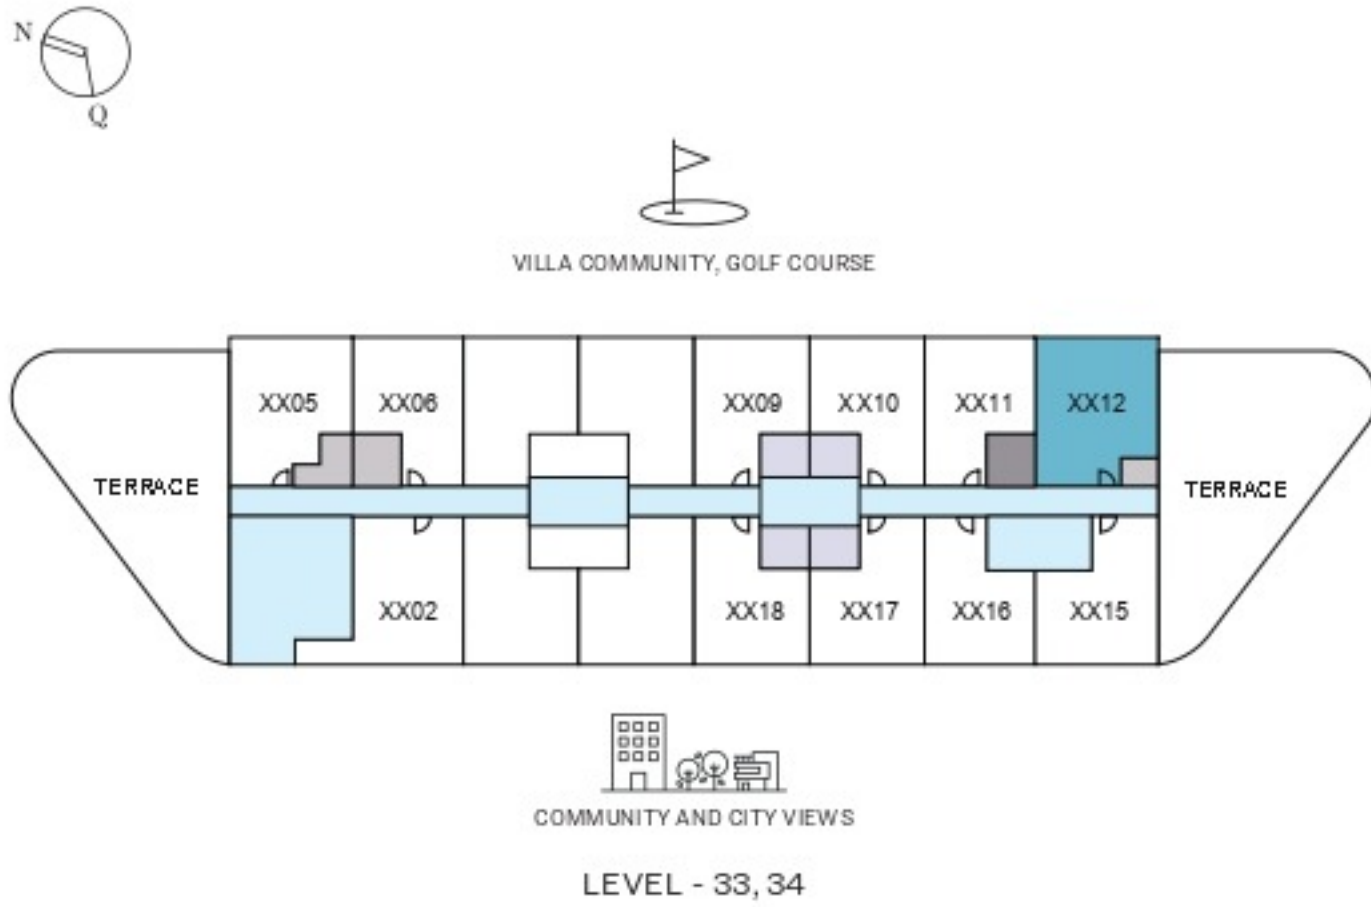 N
Q
VILLA COMMUNITY, GOLF COURSE
XX05 XX06 XX09 XX10 XX11 XX12
TERRACE TERRACE
XX02 XX18 XX17 XX16 XX15
COMMUNITY AND CITY VIEWS
LEVEL - 33, 34